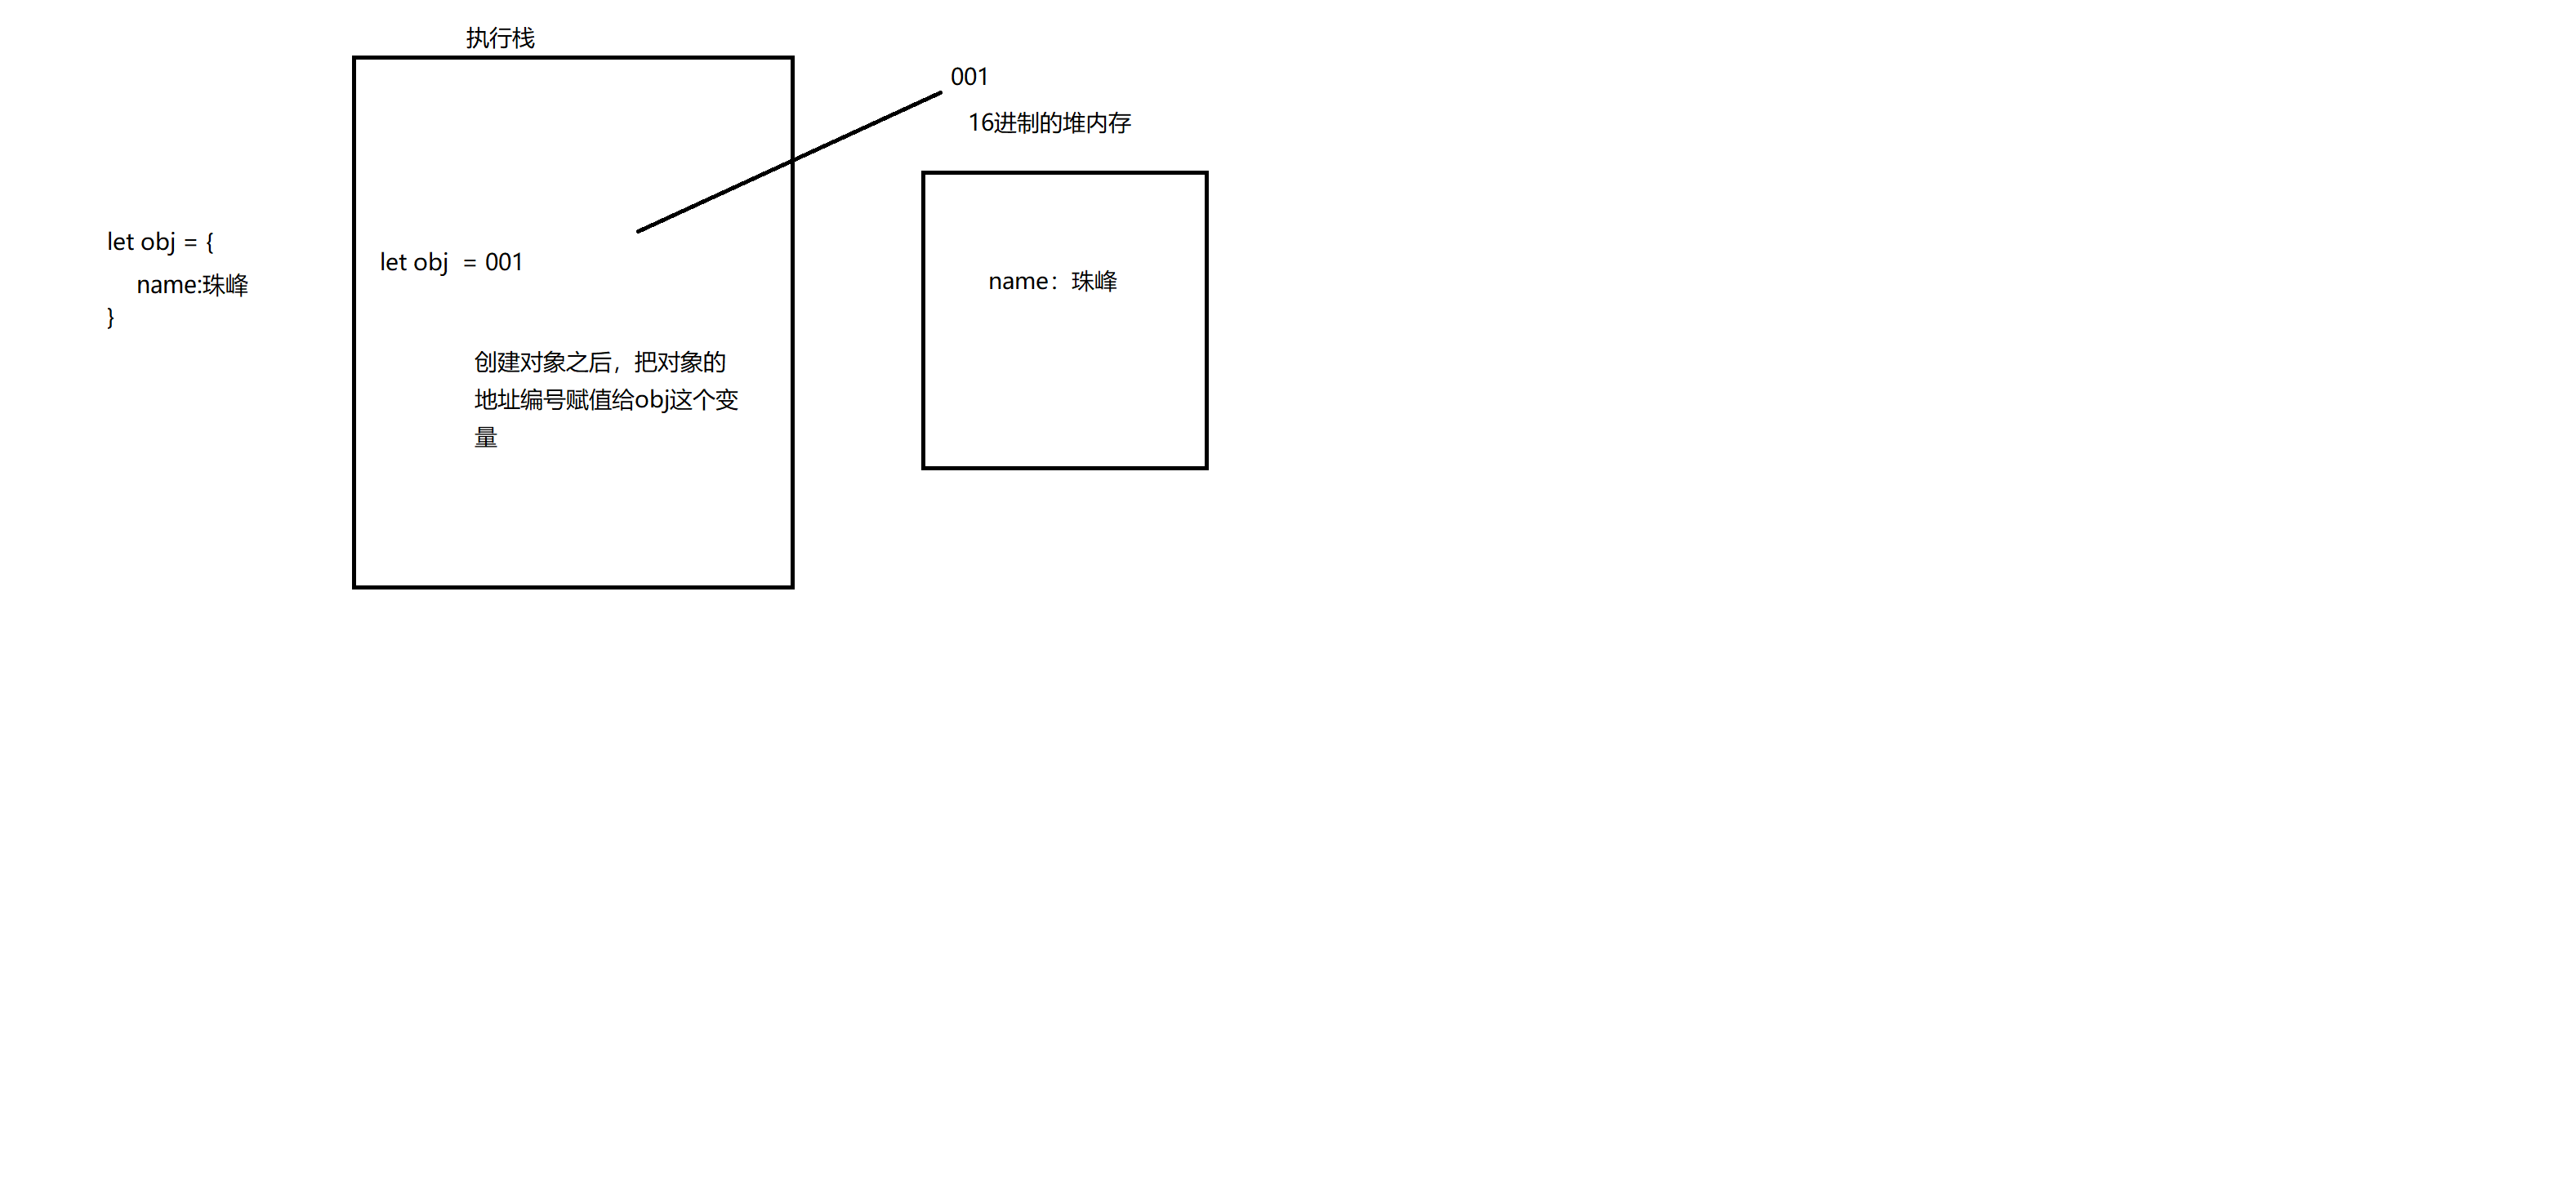 执行栈
001
16进制的堆内存
let obj = {
name:珠峰
}
let obj  = 001
创建对象之后，把对象的
地址编号赋值给obj这个变
量
name：珠峰